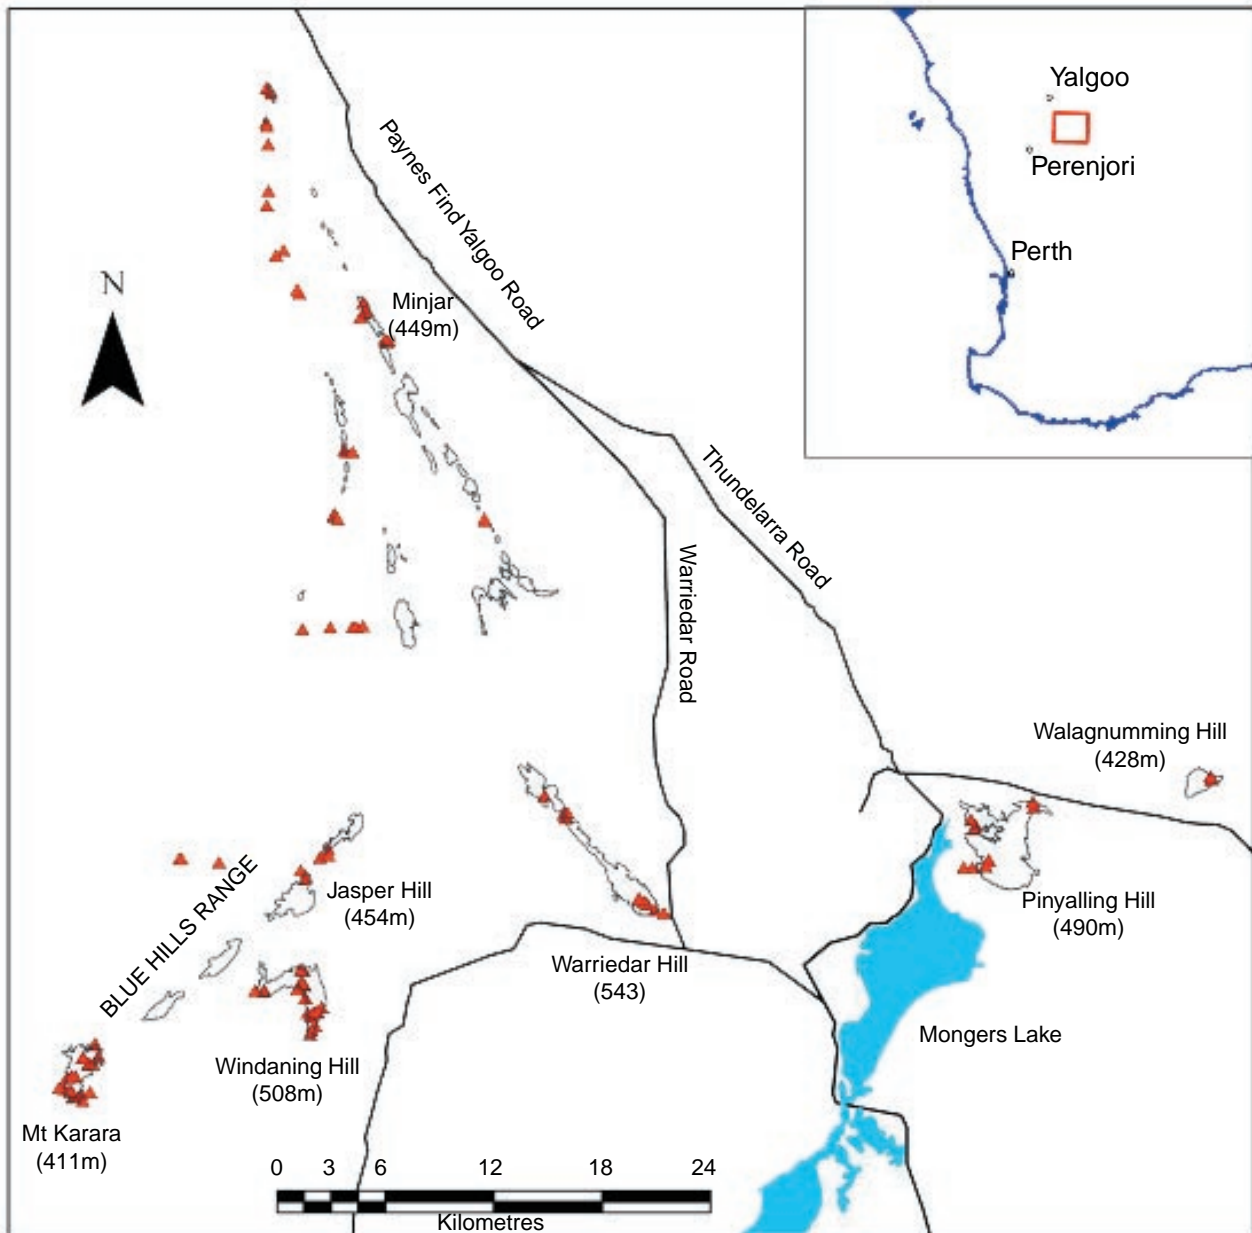 Yalgoo
Perenjori
Perth
N
Paynes Find Yalgoo Road
Minjar
(449m)
Thundelarra Road
Warriedar Road
Walagnumming Hill
(428m)
BLUE HILLS RANGE
Jasper Hill
(454m)
Pinyalling Hill
(490m)
Warriedar Hill
(543)
Mongers Lake
Windaning Hill
(508m)
Mt Karara
(411m)
0 3 6 12 18 24
Kilometres